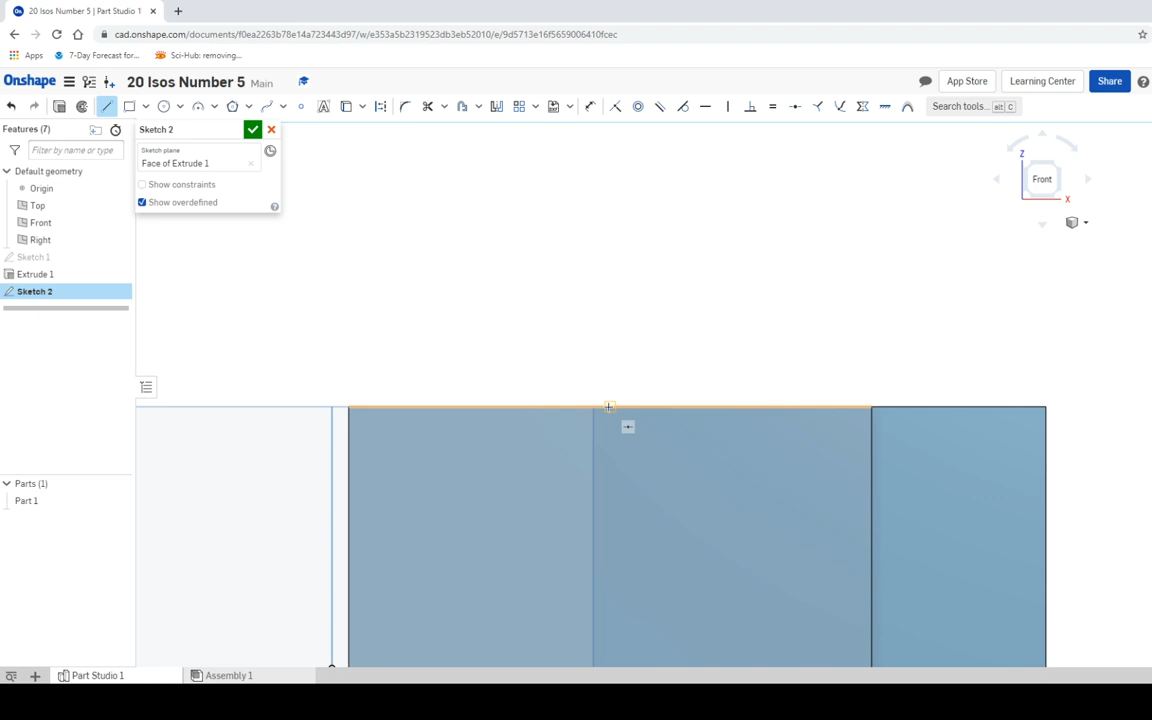 20 Isos Number 5 | Part Studio 1
cad.onshape.com/documents/f0ea2263b78e14a723443d97/w/e353a5b2319523db3eb52010/e/9d5713e16f5659006410fcec
Apps 7-Day Forecast for... Sci-Hub: removing...
Onshape 20 Isos Number 5 Main App Store Learning Center Share
Search tools... alt C
Features (7)
Filter by name or type
Default geometry
Origin
Top
Front
Right
Sketch 1
Extrude 1
Sketch 2
Sketch 2
Sketch plane
Face of Extrude 1
Show constraints
Show overdefined
Z
Front
X
Parts (1)
Part 1
Part Studio 1 Assembly 1